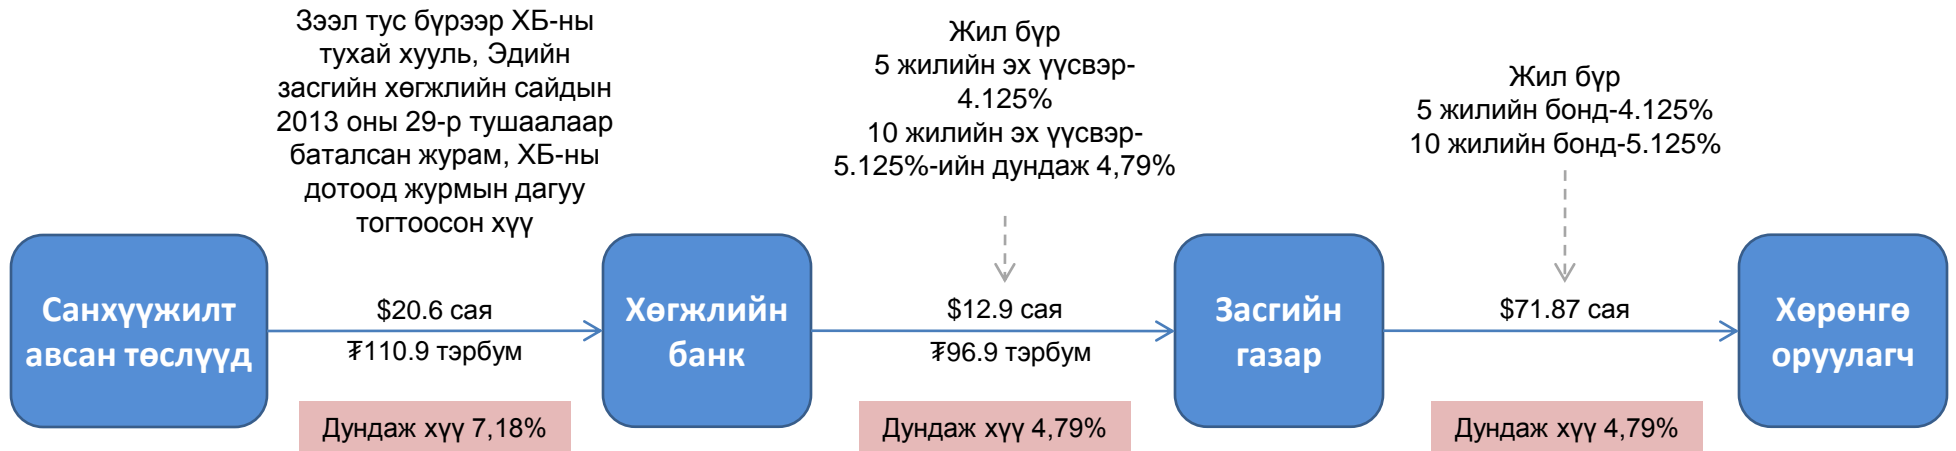 Зээл тус бүрээр ХБ-ны
тухай хууль, Эдийн
засгийн хөгжлийн сайдын
2013 оны 29-р тушаалаар
баталсан журам, ХБ-ны
дотоод журмын дагуу
тогтоосон хүү
Жил бүр
5 жилийн эх үүсвэр-
4.125%
10 жилийн эх үүсвэр-
5.125%-ийн дундаж 4,79%
Жил бүр
5 жилийн бонд-4.125%
10 жилийн бонд-5.125%
Санхүүжилт
авсан төслүүд
$20.6 сая
₮110.9 тэрбум
Хөгжлийн
банк
$12.9 сая
₮96.9 тэрбум
Засгийн
газар
$71.87 сая
Хөрөнгө
оруулагч
Дундаж хүү 7,18%
Дундаж хүү 4,79%
Дундаж хүү 4,79%